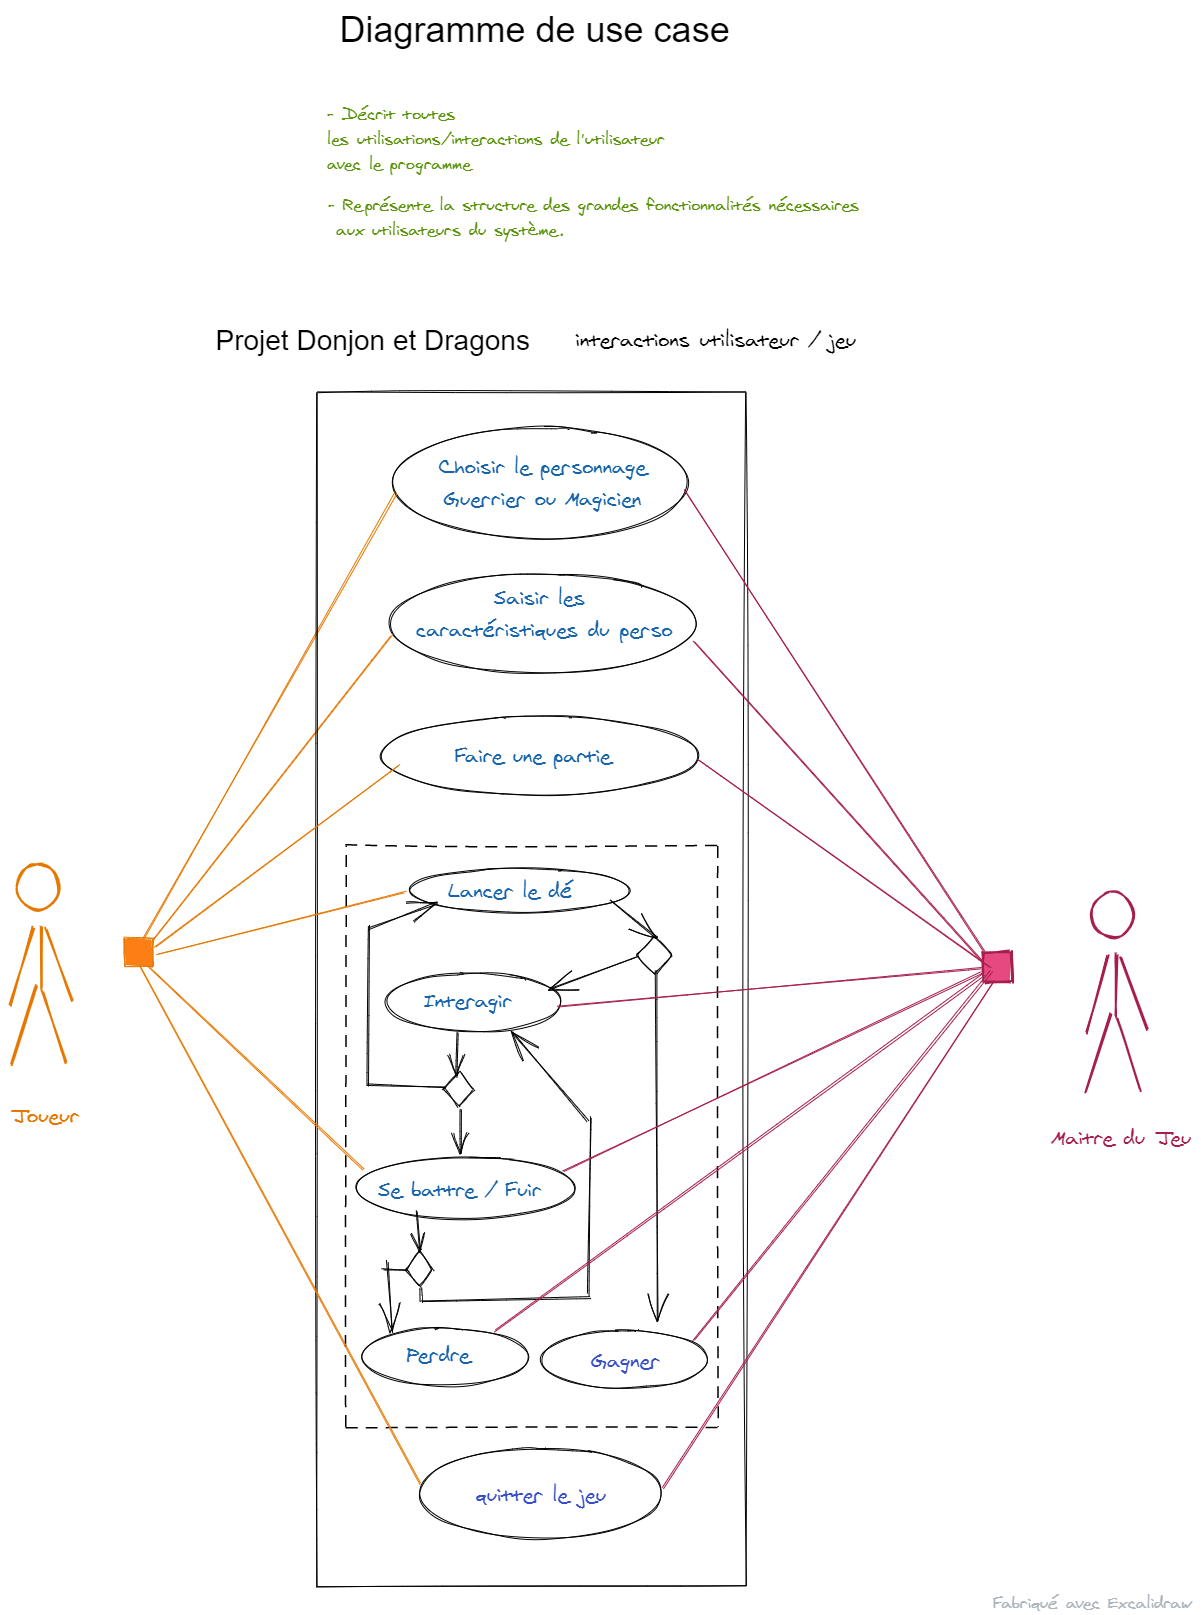 Diagramme de use case
- Décrit toutes
les utilisations/interactions de l'utilisateur
avec le programme
- Représente la structure des grandes fonctionnalités nécessaires
aux utilisateurs du système.
Projet Donjon et Dragons
interactions utilisateur / jeu
Choisir le personnage
Guerrier ou Magicien
Saisir les
caractéristiques du perso
Faire une partie
Lancer le dé
Interagir
Joueur
Maitre du Jeu
Se battre / Fuir
Perdre
Gagner
quitter le jeu
Fabriqué avec Excalidraw